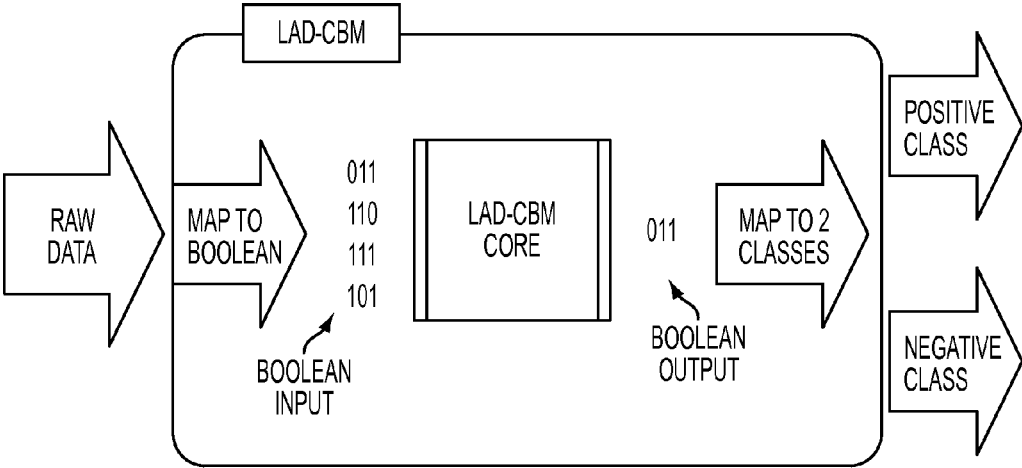 LAD-CBM
RAW
DATA
MAP TO
BOOLEAN
011
110
111
101
BOOLEAN
INPUT
LAD-CBM
CORE
011
BOOLEAN
OUTPUT
MAP TO 2
CLASSES
POSITIVE
CLASS
NEGATIVE
CLASS